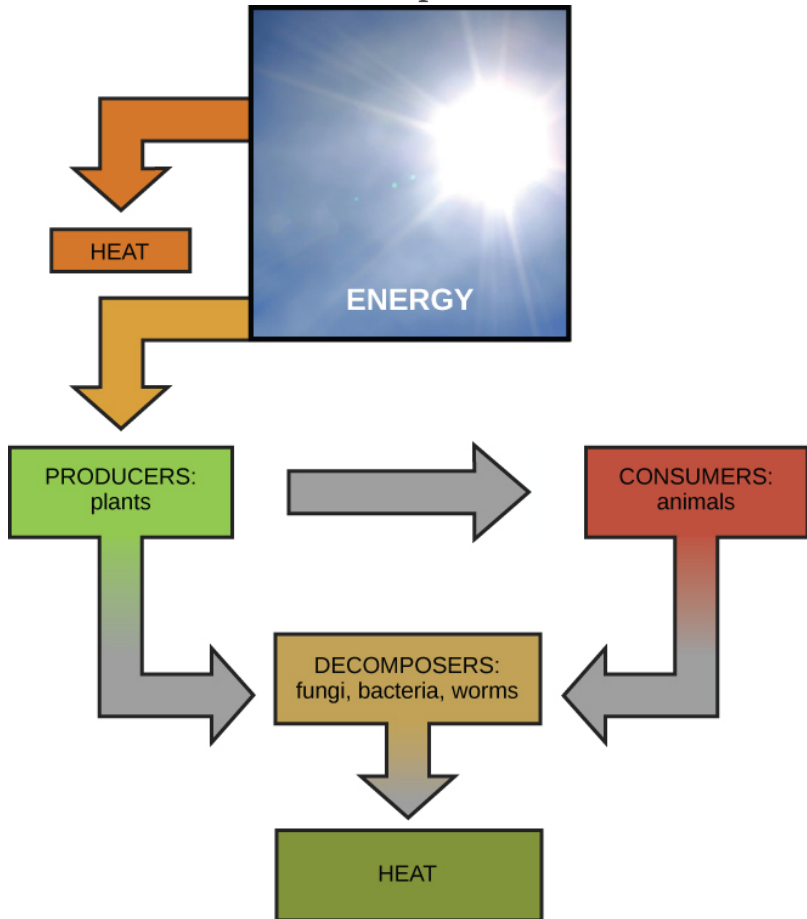 ENERGY
HEAT
PRODUCERS:
plants
CONSUMERS:
animals
DECOMPOSERS:
fungi, bacteria, worms
HEAT